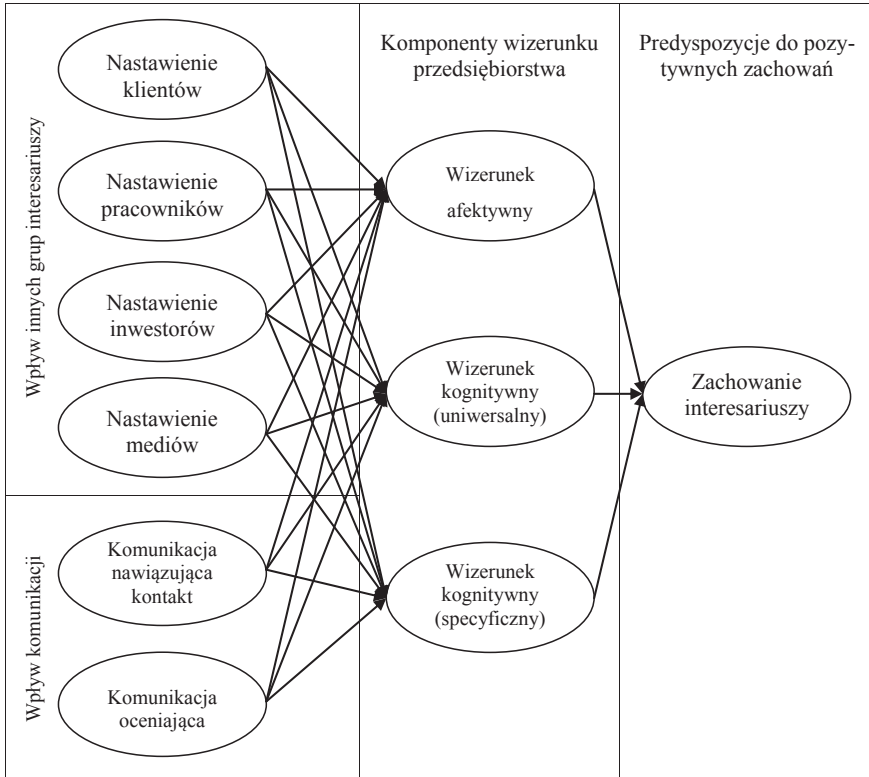 Wpływ innych grup interesariuszy
Nastawienie
klientów
Nastawienie
pracowników
Nastawienie
inwestorów
Nastawienie
mediów
Wpływ komunikacji
Komunikacja
nawiązująca
kontakt
Komunikacja
oceniająca
Komponenty wizerunku
przedsiębiorstwa
Wizerunek
afektywny
Wizerunek
kognitywny
(uniwersalny)
Wizerunek
kognitywny
(specyficzny)
Predyspozycje do pozy-
tywnych zachowań
Zachowanie
interesariuszy